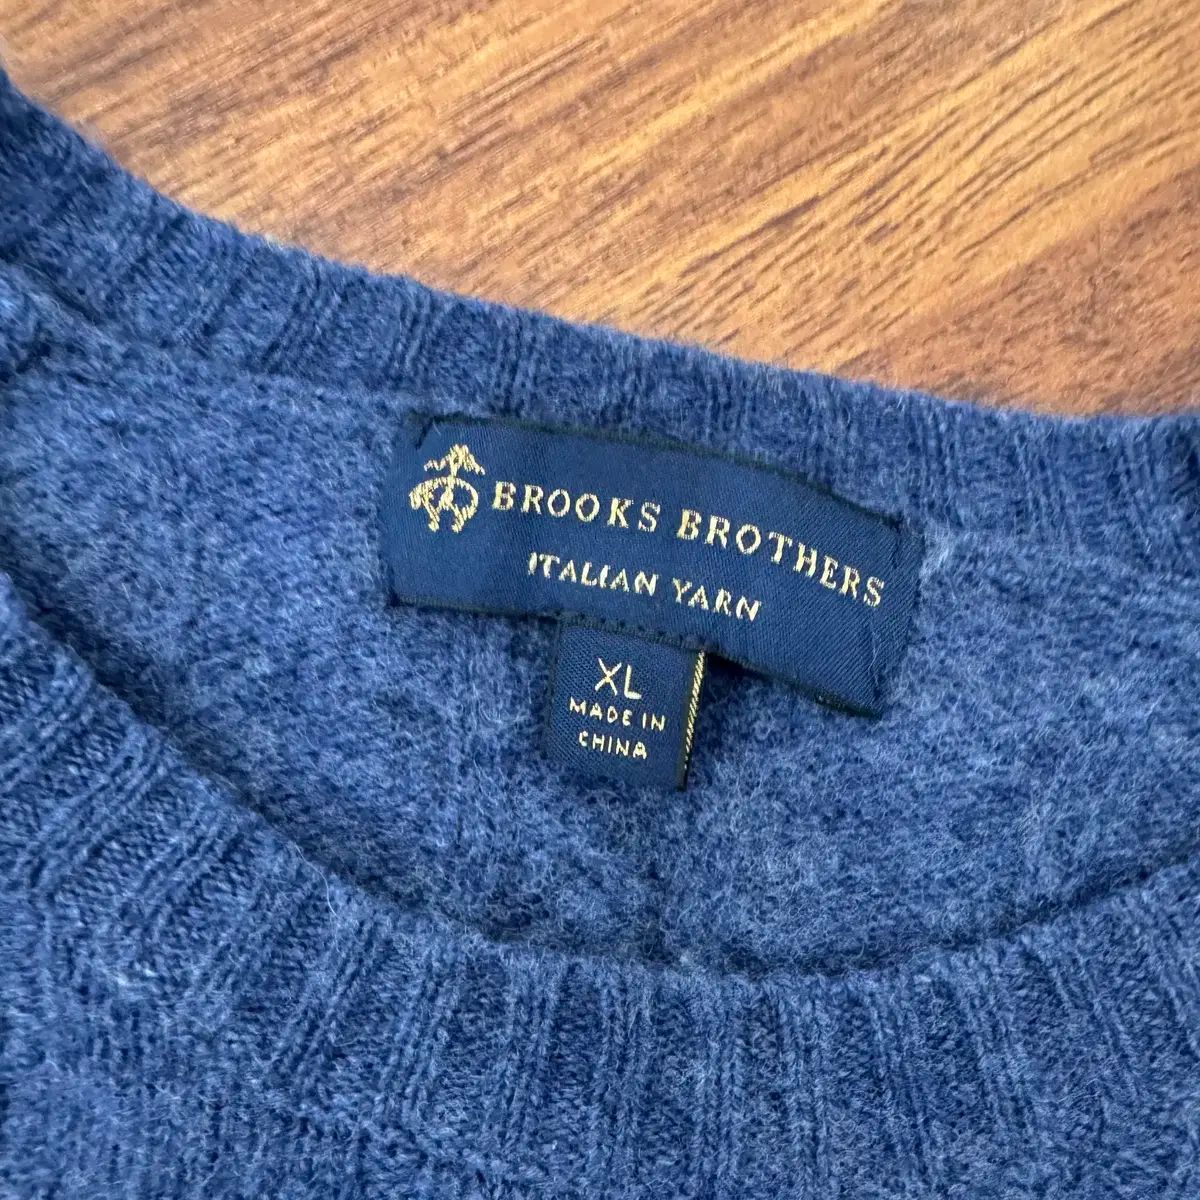 BROOKS BROTHERS
ITALIAN YARN
XL
MADE IN
CHINA